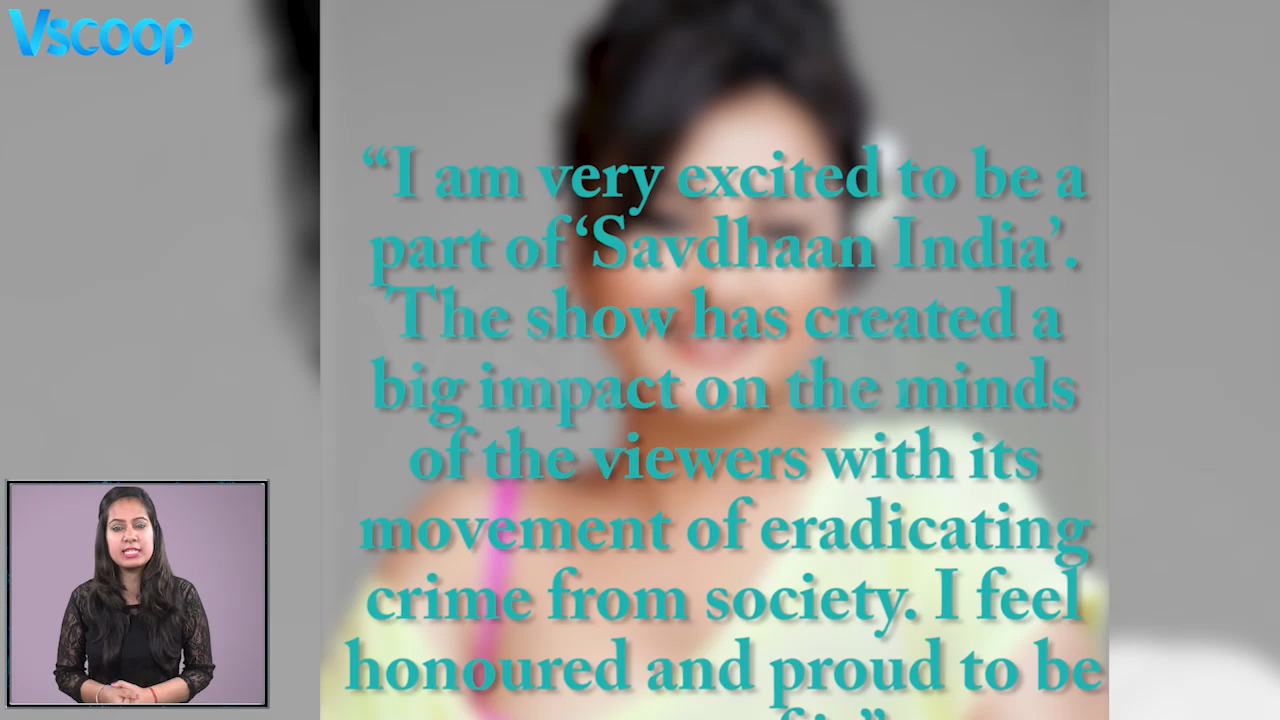 Vscoop
“I am very excited to be a
part of ‘Savdhaan India’.
The show has created a
big impact on the minds
of the viewers with its
movement of eradicating
crime from society. I feel
honoured and proud to be